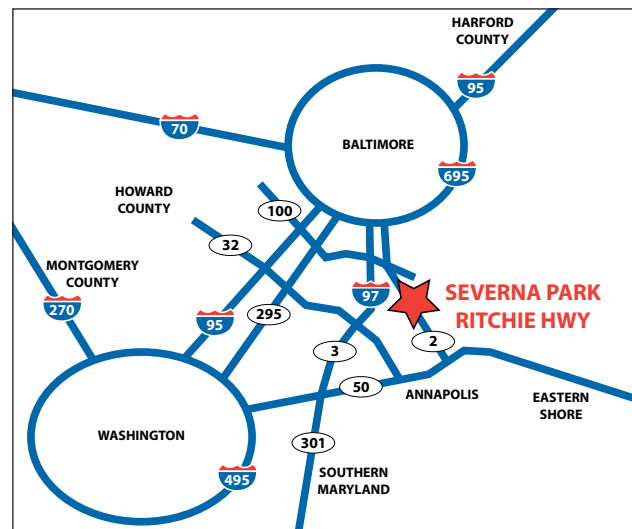 HARFORD
COUNTY
95
70
BALTIMORE
695
HOWARD
COUNTY
100
32
MONTGOMERY
COUNTY
270
95
295
97
SEVERNA PARK
RITCHIE HWY
3
2
50
ANNAPOLIS
EASTERN
SHORE
WASHINGTON
301
495
SOUTHERN
MARYLAND